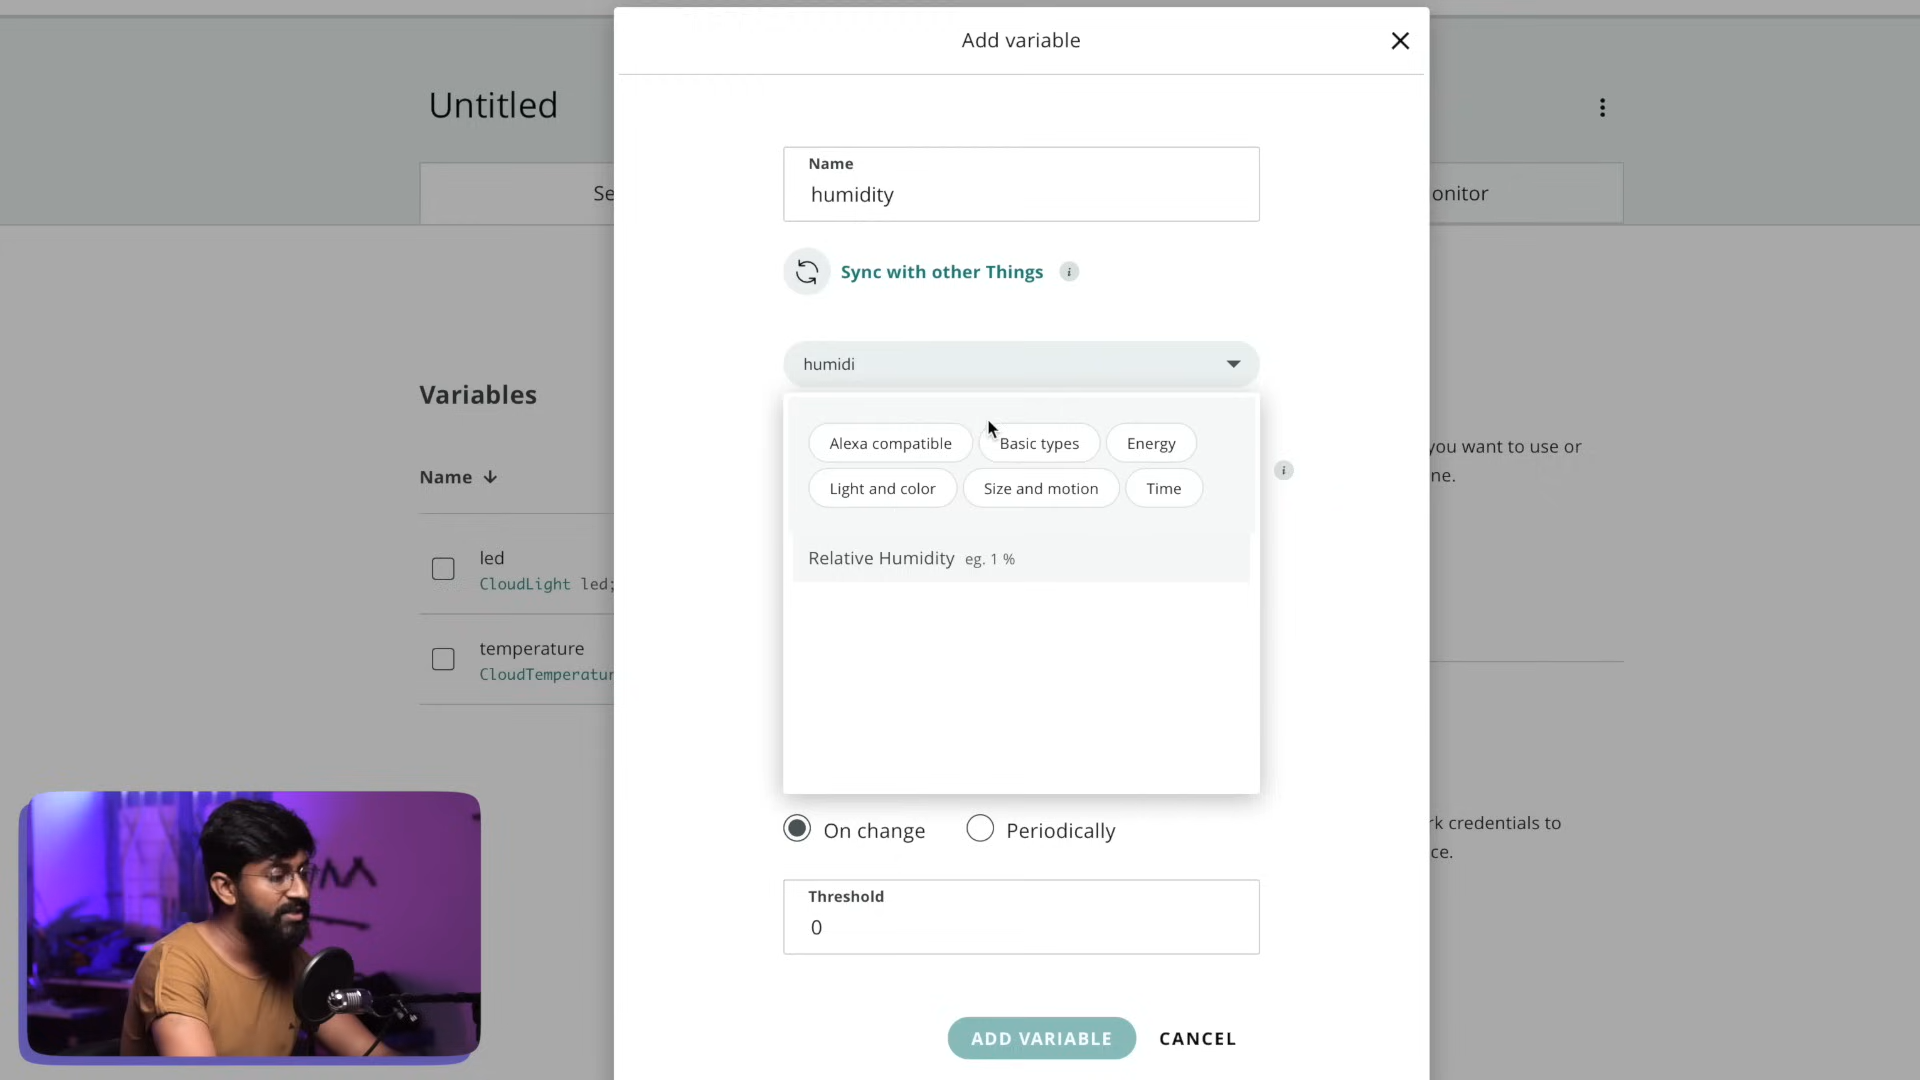 Add variable
Untitled
Se
onitor
Name
humidity
Sync with other Things i
humidi
Variables
Alexa compatible Basic types Energy
you want to use or
i
ne.
Name
Light and color Size and motion Time
led
CloudLight led;
Relative Humidity eg. 1 %
temperature
CloudTemperatur
On change Periodically
rk credentials to
ce.
Threshold
0
ADD VARIABLE CANCEL